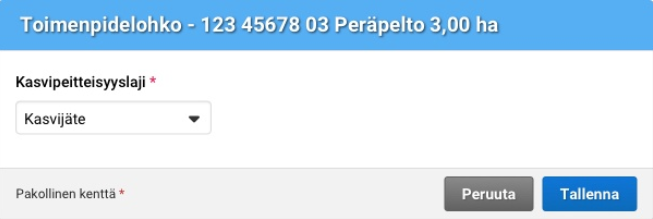 Toimenpidelohko - 123 45678 03 Peräpelto 3,00 ha
Kasvipeitteisyyslaji *
Kasvijäte
Pakollinen kenttä *
Peruuta
Tallenna